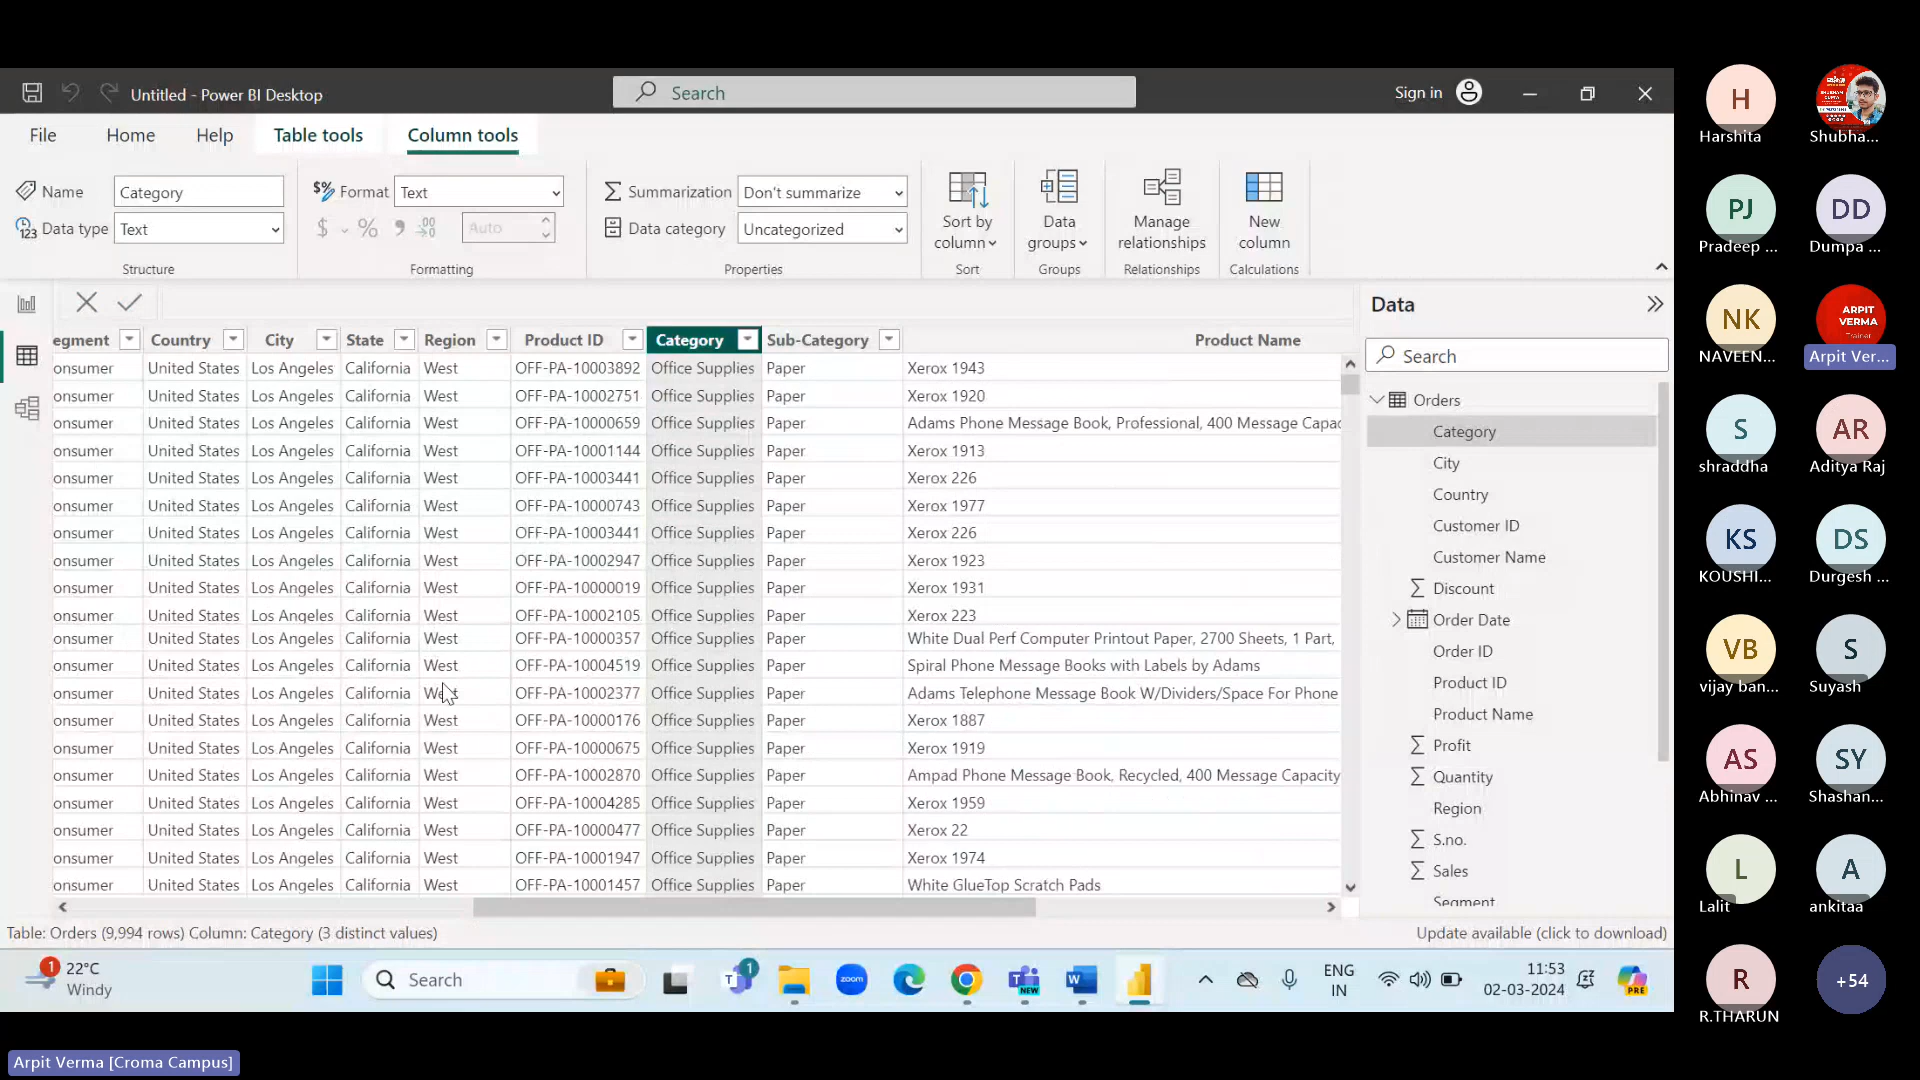 Untitled - Power BI Desktop
Search
Sign in
File Home Help Table tools Column tools
Name Category
Data type Text
Structure
$% Format Text
$ % Auto
Formatting
Summarization Don't summarize
Data category Uncategorized
Properties
Sort by column
Sort
Data groups
Groups
Manage relationships
Relationships
New column
Calculations
egment Country City State Region Product ID Category Sub-Category Product Name
onsumer United States Los Angeles California West OFF-PA-10003892 Office Supplies Paper Xerox 1943
onsumer United States Los Angeles California West OFF-PA-10002751 Office Supplies Paper Xerox 1920
onsumer United States Los Angeles California West OFF-PA-10000659 Office Supplies Paper Adams Phone Message Book, Professional, 400 Message Capac
onsumer United States Los Angeles California West OFF-PA-10001144 Office Supplies Paper Xerox 1913
onsumer United States Los Angeles California West OFF-PA-10003441 Office Supplies Paper Xerox 226
onsumer United States Los Angeles California West OFF-PA-10000743 Office Supplies Paper Xerox 1977
onsumer United States Los Angeles California West OFF-PA-10003441 Office Supplies Paper Xerox 226
onsumer United States Los Angeles California West OFF-PA-10002947 Office Supplies Paper Xerox 1923
onsumer United States Los Angeles California West OFF-PA-10000019 Office Supplies Paper Xerox 1931
onsumer United States Los Angeles California West OFF-PA-10002105 Office Supplies Paper Xerox 223
onsumer United States Los Angeles California West OFF-PA-10000357 Office Supplies Paper White Dual Perf Computer Printout Paper, 2700 Sheets, 1 Part,
onsumer United States Los Angeles California West OFF-PA-10004519 Office Supplies Paper Spiral Phone Message Books with Labels by Adams
onsumer United States Los Angeles California West OFF-PA-10002377 Office Supplies Paper Adams Telephone Message Book W/Dividers/Space For Phone
onsumer United States Los Angeles California West OFF-PA-10000176 Office Supplies Paper Xerox 1887
onsumer United States Los Angeles California West OFF-PA-10000675 Office Supplies Paper Xerox 1919
onsumer United States Los Angeles California West OFF-PA-10002870 Office Supplies Paper Ampad Phone Message Book, Recycled, 400 Message Capacity
onsumer United States Los Angeles California West OFF-PA-10004285 Office Supplies Paper Xerox 1959
onsumer United States Los Angeles California West OFF-PA-10000477 Office Supplies Paper Xerox 22
onsumer United States Los Angeles California West OFF-PA-10001947 Office Supplies Paper Xerox 1974
onsumer United States Los Angeles California West OFF-PA-10001457 Office Supplies Paper White GlueTop Scratch Pads
Table: Orders (9,994 rows) Column: Category (3 distinct values)
Update available (click to download)
Data
Search
Orders
Category
City
Country
Customer ID
Customer Name
Discount
Order Date
Order ID
Product ID
Product Name
Profit
Quantity
Region
S.no.
Sales
Segment
1
22°C
Windy
Search
1
zoom
NEW
ENG
IN
11:53
02-03-2024
PRE
H
Harshita
Shubha...
PJ
Pradeep ...
DD
Dumpa ...
NK
NAVEEN...
ARPIT
VERMA
Trainer
Arpit Ver...
S
shraddha
AR
Aditya Raj
KS
KOUSHI...
DS
Durgesh ...
VB
vijay ban...
S
Suyash
AS
Abhinav ...
SY
Shashan...
L
Lalit
A
ankitaa
R
R.THARUN
+54
Arpit Verma [Croma Campus]